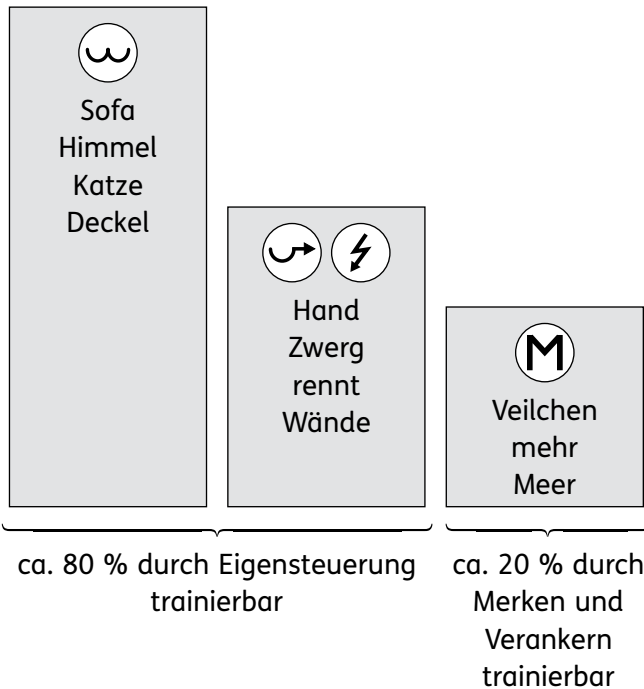 Sofa
Himmel
Katze
Deckel
Hand
Zwerg
rennt
Wände
M
Veilchen
mehr
Meer
ca. 80 % durch Eigensteuerung
trainierbar
ca. 20 % durch
Merken und
Verankern
trainierbar